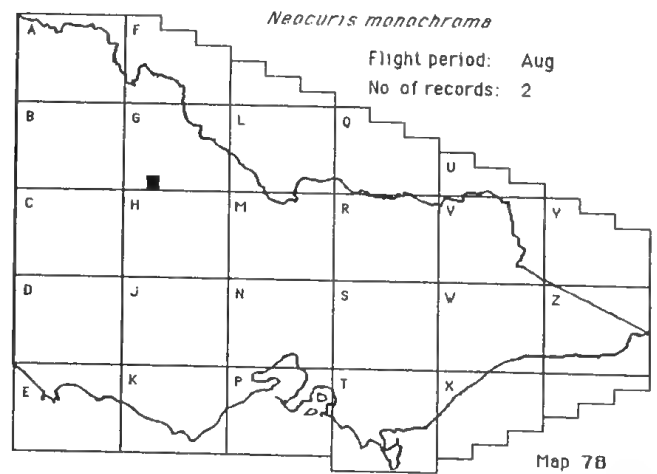 Neocuris monochroma
Flight period: Aug
No of records: 2
A F
B G L Q
U
C H M R V Y
D J N S W Z
E K P T X
Map 78